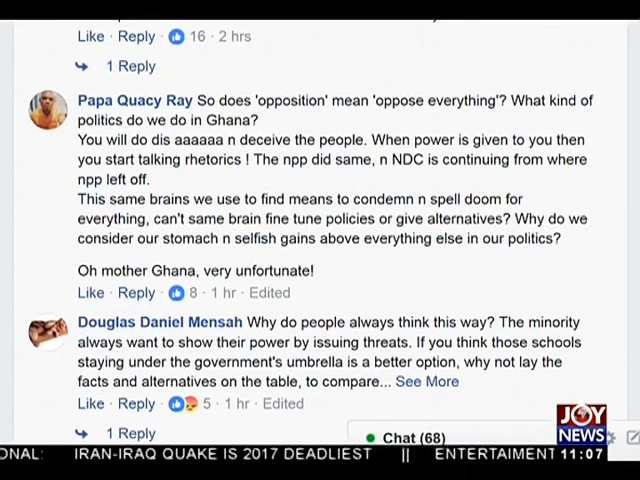 Like · Reply · 16 · 2 hrs
1 Reply
Papa Quacy Ray So does 'opposition' mean 'oppose everything'? What kind of
politics do we do in Ghana?
You will do dis aaaaaa n deceive the people. When power is given to you then
you start talking rhetorics ! The npp did same, n NDC is continuing from where
npp left off.
This same brains we use to find means to condemn n spell doom for
everything, can't same brain fine tune policies or give alternatives? Why do we
consider our stomach n selfish gains above everything else in our politics?
Oh mother Ghana, very unfortunate!
Like · Reply · 8 · 1 hr · Edited
Douglas Daniel Mensah Why do people always think this way? The minority
always want to show their power by issuing threats. If you think those schools
staying under the government's umbrella is a better option, why not lay the
facts and alternatives on the table, to compare... See More
Like · Reply · 5 · 1 hr · Edited
1 Reply
Chat (68)
JOY
NEWS
ONAL: IRAN-IRAQ QUAKE IS 2017 DEADLIEST || ENTERTAIMENT 11:07